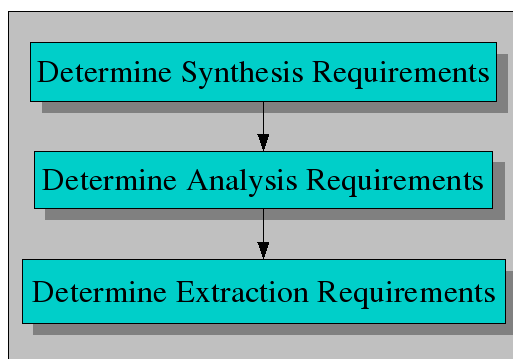 Determine Synthesis Requirements
Determine Analysis Requirements
Determine Extraction Requirements